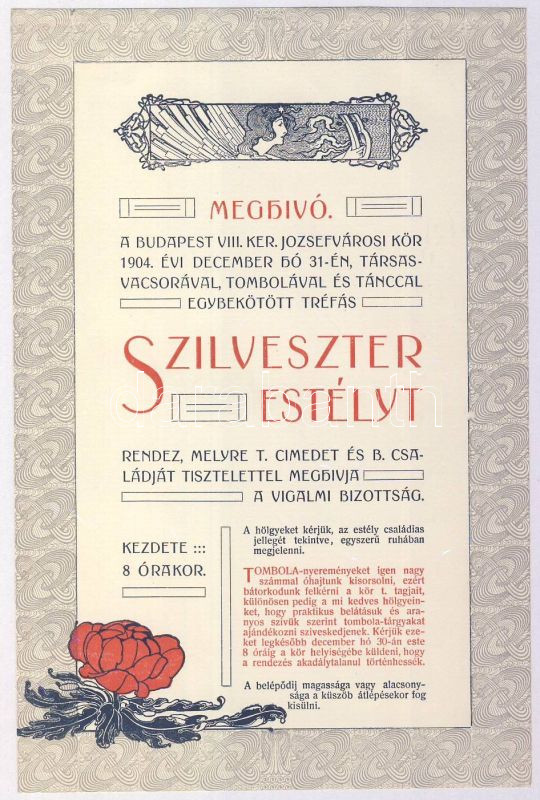 MEGHIVÓ.
A BUDAPEST VIII. KER. JOZSEFVÁROSI KÖR
1904. ÉVI DECEMBER HÓ 31-ÉN, TÁRSAS-
VACSORÁVAL, TOMBOLÁVAL ÉS TÁNCCAL
EGYBEKÖTÖTT TRÉFÁS
SZILVESZTER
ESTÉLYT
RENDEZ, MELYRE T. CIMEDET ÉS B. CSA-
LÁDJÁT TISZTELETTEL MEGHIVJA
A VIGALMI BIZOTTSÁG.
KEZDETE :::
8 ÓRAKOR.
A hölgyeket kérjük, az estély családias
jellegét tekintve, egyszerű ruhában
megjelenni.
TOMBOLA-nyereményeket igen nagy
számmal óhajtunk kisorsolni, ezért
bátorkodunk felkérni a kör t. tagjait,
különösen pedig a mi kedves hölgyein-
ket, hogy praktikus belátásuk és ara-
nyos szivük szerint tombola-tárgyakat
ajándékozni sziveskedjenek. Kérjük eze-
ket legkésőbb december hó 30-án este
8 óráig a kör helyiségébe küldeni, hogy
a rendezés akadálytalanul történhessék.
A belépődij magassága vagy alacsony-
sága a küszöb átlépésekor fog
kisülni.